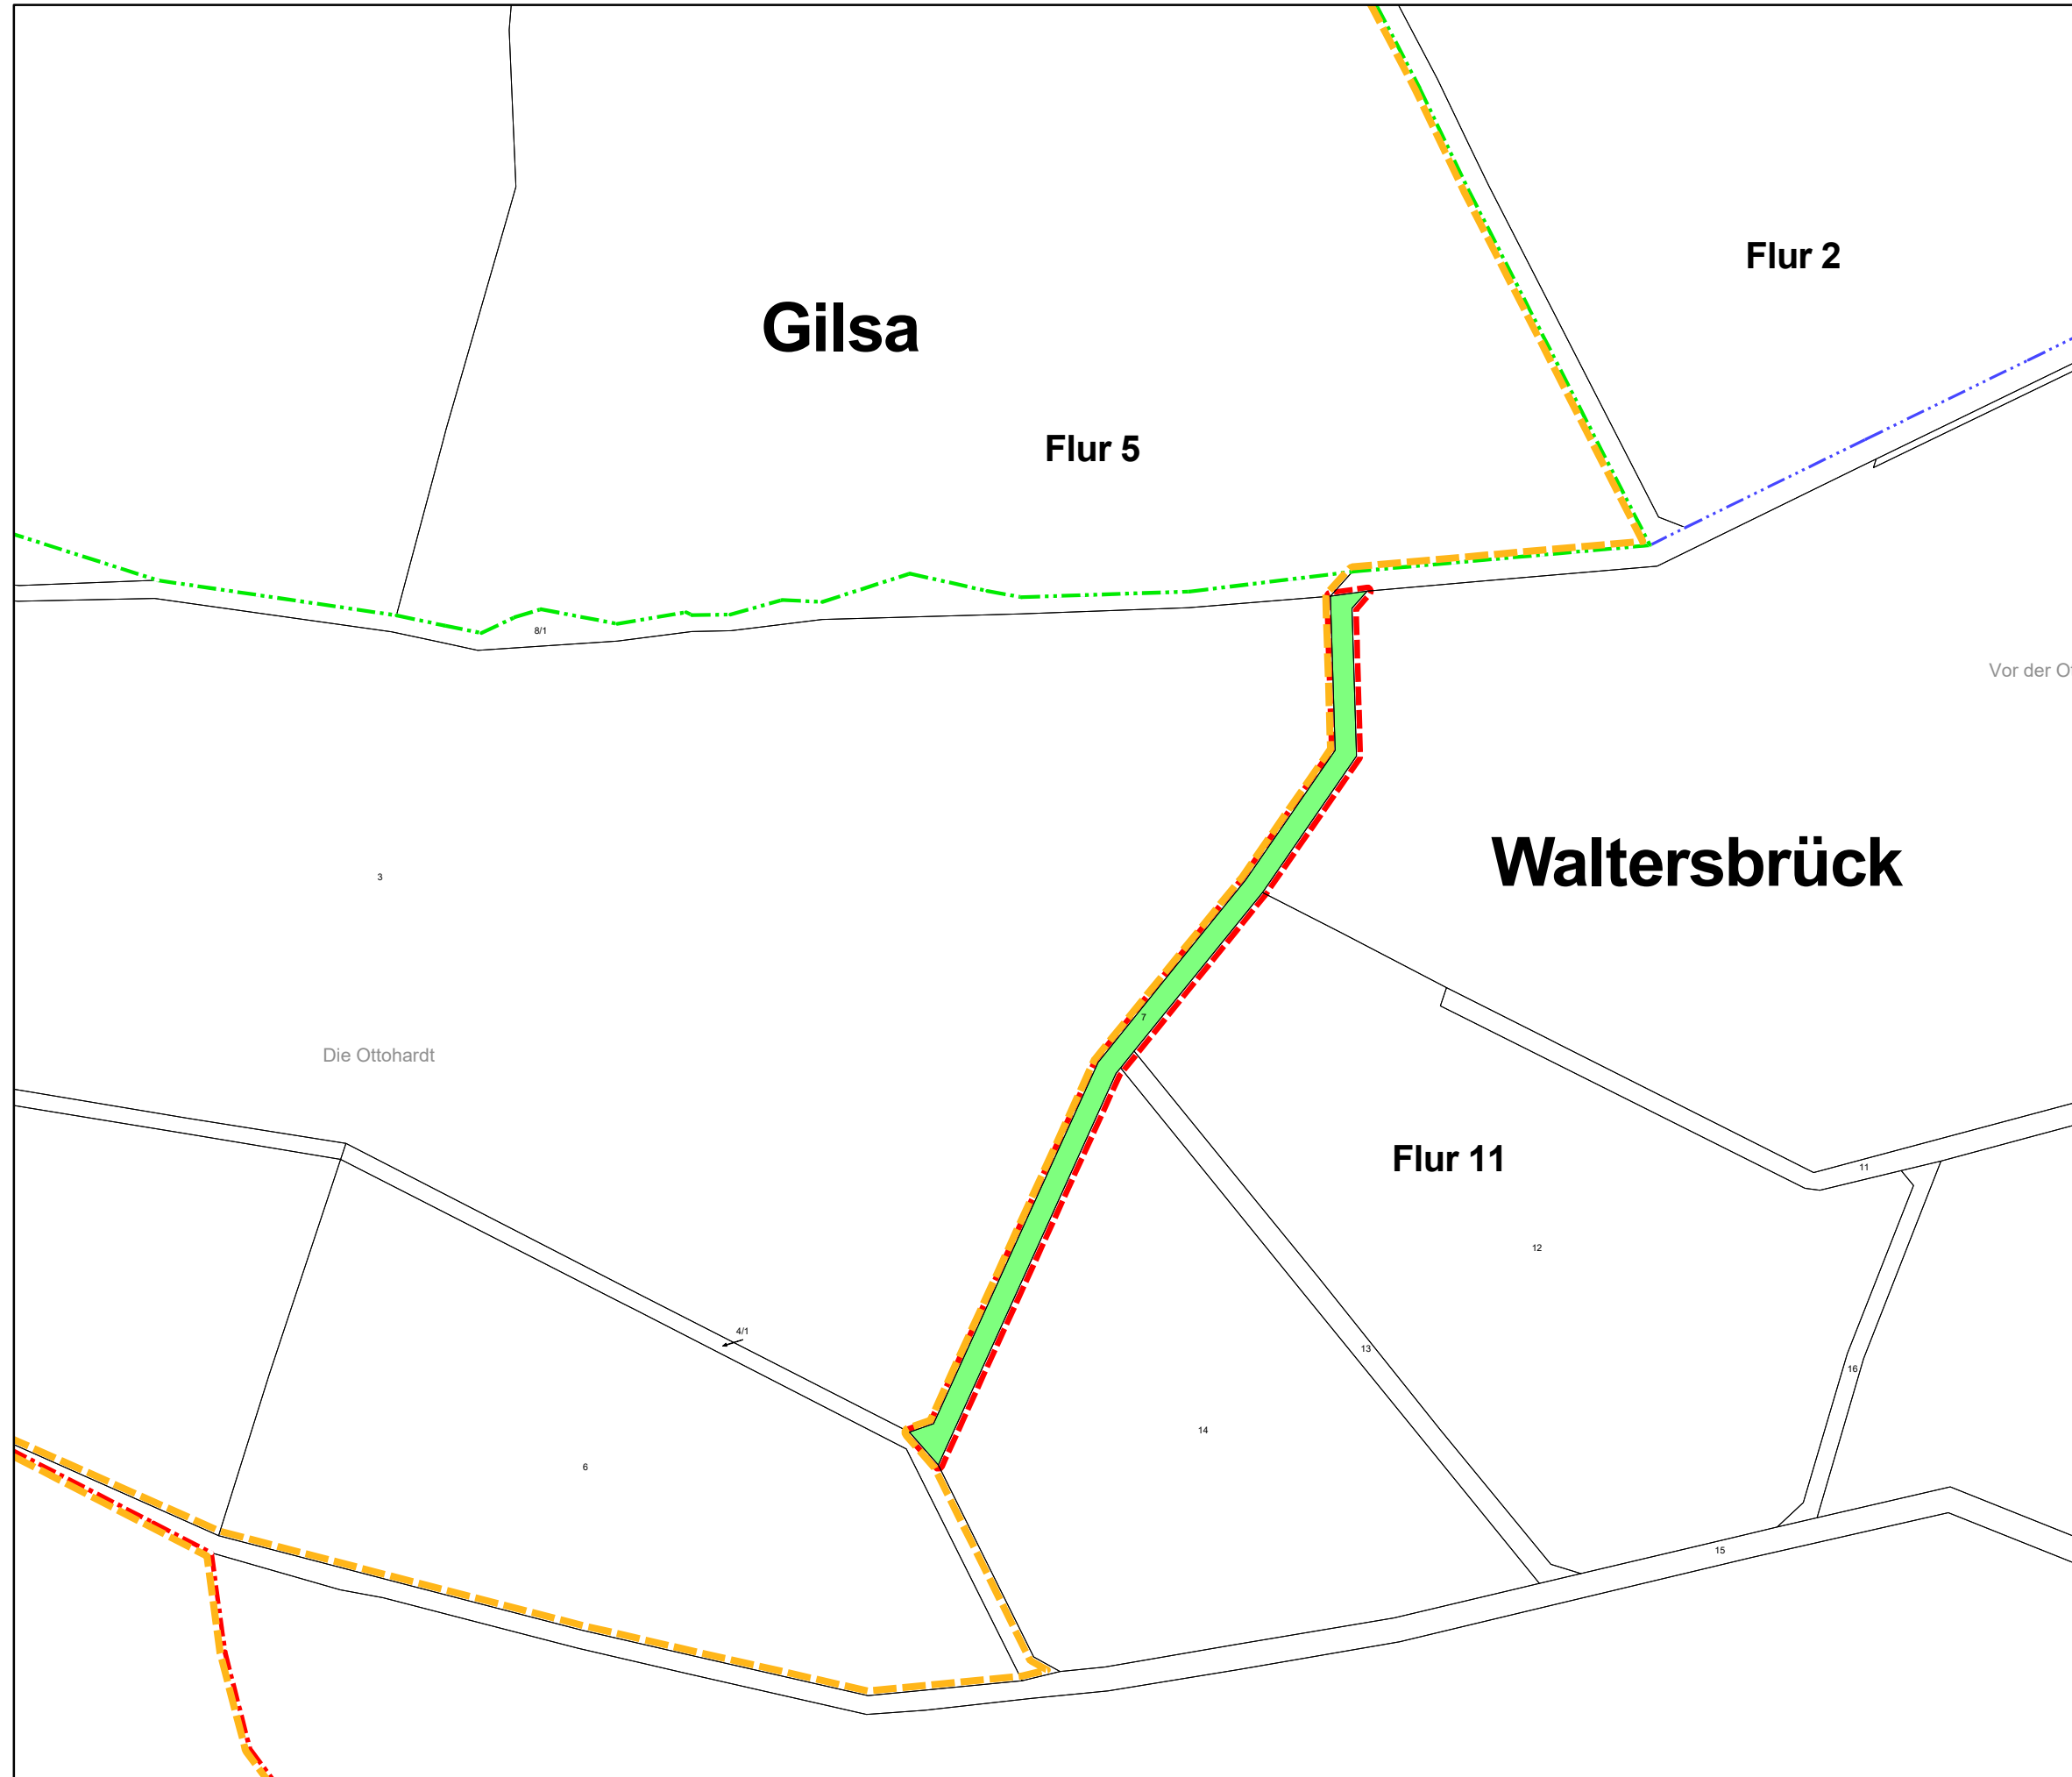 Flur 2
Gilsa
Flur 5
8/1
Vor der
Waltersbrück
3
7
Die Ottohardt
Flur 11
11
12
4/1
13
16
14
6
15